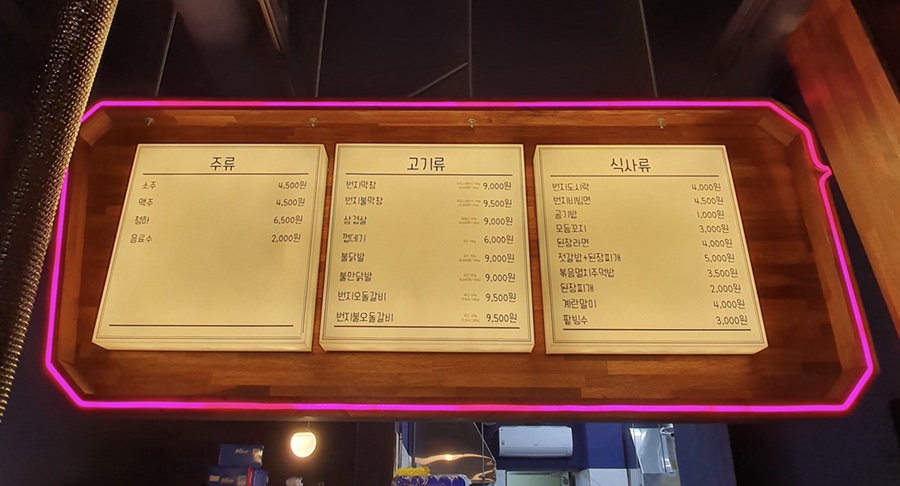 주류
소주 4,500원
맥주 4,500원
청하 6,500원
음료수 2,000원
고기류
번지막창 9,000원
번지불막창 9,500원
삼겹살 9,000원
껍데기 6,000원
불닭발 9,000원
불안닭발 9,000원
번지오돌갈비 9,500원
번지불오돌갈비 9,500원
식사류
번지도시락 4,000원
번지비빔면 4,500원
공기밥 1,000원
모듬꼬지 3,000원
된장라면 4,000원
젓갈밥+된장찌개 5,000원
볶음멸치주먹밥 3,500원
된장찌개 2,000원
계란말이 4,000원
팥빙수 3,000원